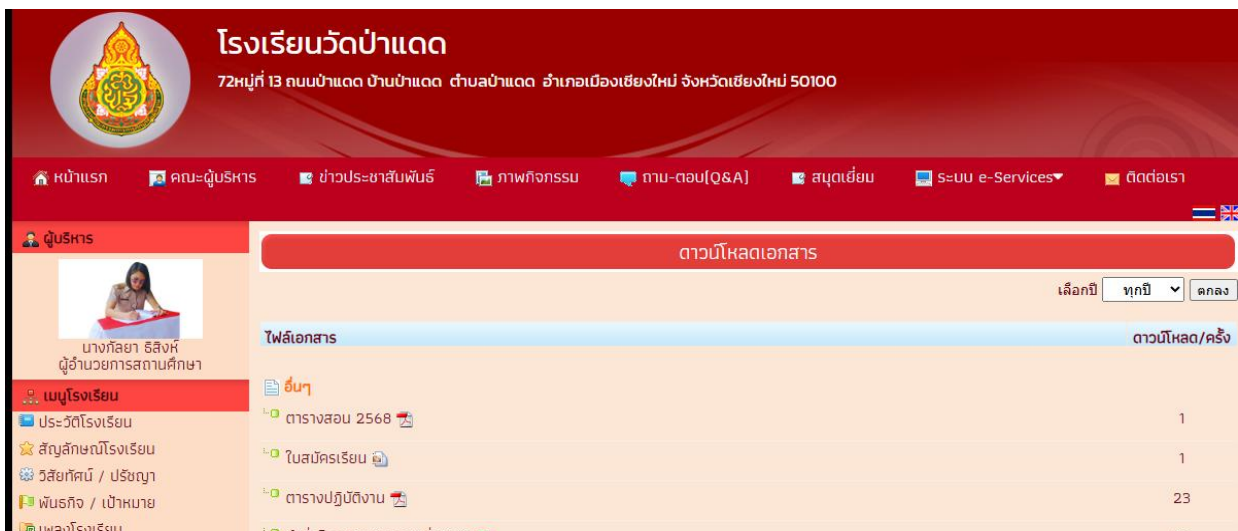 โรงเรียนวัดป่าแดด
72หมู่ที่ 13 ถนนป่าแดด บ้านป่าแดด ตำบลป่าแดด อำเภอเมืองเชียงใหม่ จังหวัดเชียงใหม่ 50100
หน้าแรก คณะผู้บริหาร ข่าวประชาสัมพันธ์ ภาพกิจกรรม ถาม-ตอบ[Q&A] สมุดเยี่ยม ระบบ e-Services ติดต่อเรา
ผู้บริหาร
นางกัลยา ธิสิงห์
ผู้อำนวยการสถานศึกษา
เมนูโรงเรียน
ประวัติโรงเรียน
สัญลักษณ์โรงเรียน
วิสัยทัศน์ / ปรัชญา
พันธกิจ / เป้าหมาย
เพลงโรงเรียน
ดาวน์โหลดเอกสาร
เลือกปี ทุกปี ตกลง
ไฟล์เอกสาร ดาวน์โหลด/ครั้ง
อื่นๆ
ตารางสอน 2568 1
ใบสมัครเรียน 1
ตารางปฏิบัติงาน 23